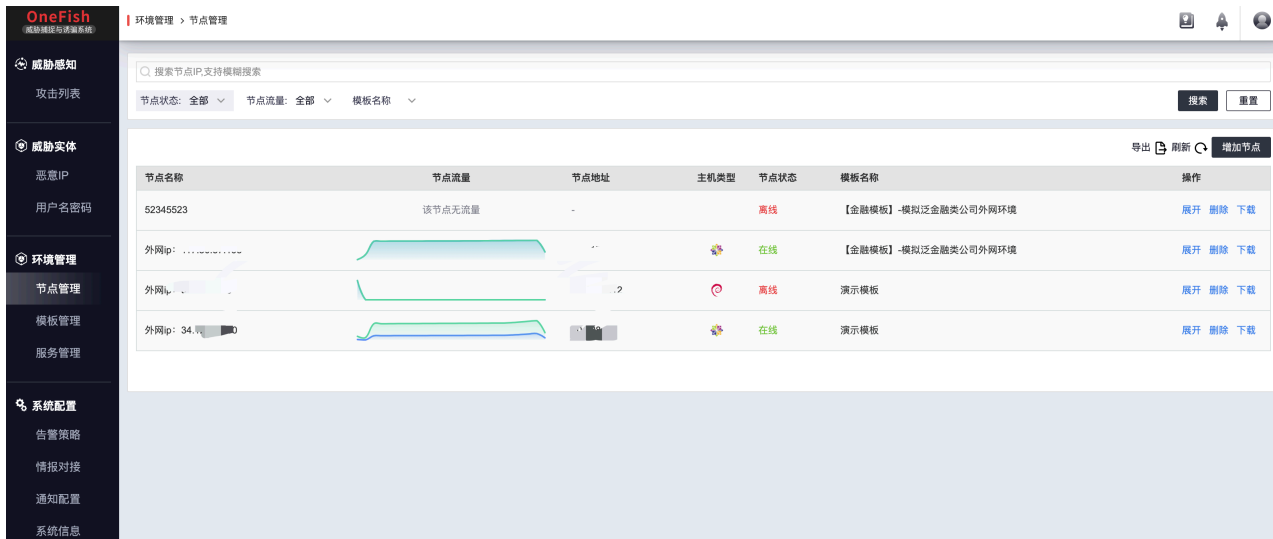 OneFish
威胁捕捉与诱骗系统
环境管理 > 节点管理
威胁感知
攻击列表
威胁实体
恶意IP
用户名密码
环境管理
节点管理
模板管理
服务管理
系统配置
告警策略
情报对接
通知配置
系统信息
搜索节点IP,支持模糊搜索
节点状态: 全部 节点流量: 全部 模板名称
搜索 重置
导出 刷新 增加节点
节点名称 节点流量 节点地址 主机类型 节点状态 模板名称 操作
52345523 该节点无流量 - 离线 【金融模板】-模拟泛金融类公司外网环境 展开 删除 下载
外网ip: 在线 【金融模板】-模拟泛金融类公司外网环境 展开 删除 下载
外网ip: .2 离线 演示模板 展开 删除 下载
外网ip: 34. 0 在线 演示模板 展开 删除 下载